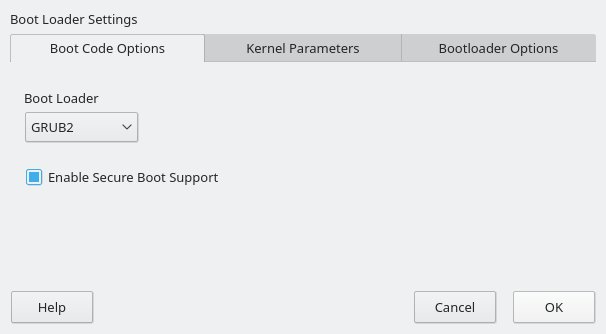 Boot Loader Settings
Boot Code Options Kernel Parameters Bootloader Options
Boot Loader
GRUB2
Enable Secure Boot Support
Help Cancel OK